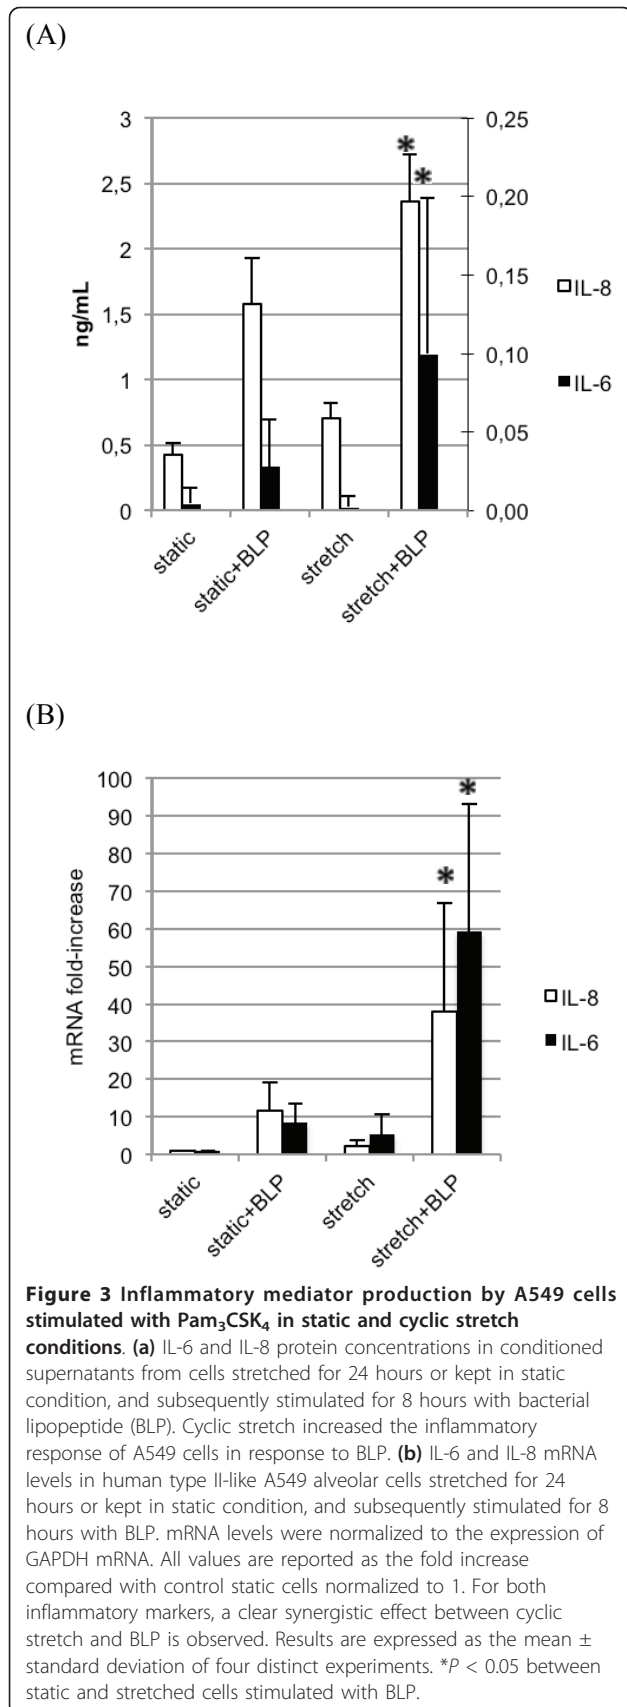 (A)
3
2,5
2
1,5
1
0,5
0
ng/mL
0,25
0,20
0,15
0,10
0,05
0,00
*
*
IL-8
IL-6
static
static+BLP
stretch
stretch+BLP
(B)
100
90
80
70
60
50
40
30
20
10
0
mRNA fold-increase
*
*
IL-8
IL-6
static
static+BLP
stretch
stretch+BLP
Figure 3 Inflammatory mediator production by A549 cells
stimulated with Pam₃CSK₄ in static and cyclic stretch
conditions. (a) IL-6 and IL-8 protein concentrations in conditioned
supernatants from cells stretched for 24 hours or kept in static
condition, and subsequently stimulated for 8 hours with bacterial
lipopeptide (BLP). Cyclic stretch increased the inflammatory
response of A549 cells in response to BLP. (b) IL-6 and IL-8 mRNA
levels in human type II-like A549 alveolar cells stretched for 24
hours or kept in static condition, and subsequently stimulated for 8
hours with BLP. mRNA levels were normalized to the expression of
GAPDH mRNA. All values are reported as the fold increase
compared with control static cells normalized to 1. For both
inflammatory markers, a clear synergistic effect between cyclic
stretch and BLP is observed. Results are expressed as the mean ±
standard deviation of four distinct experiments. *P < 0.05 between
static and stretched cells stimulated with BLP.